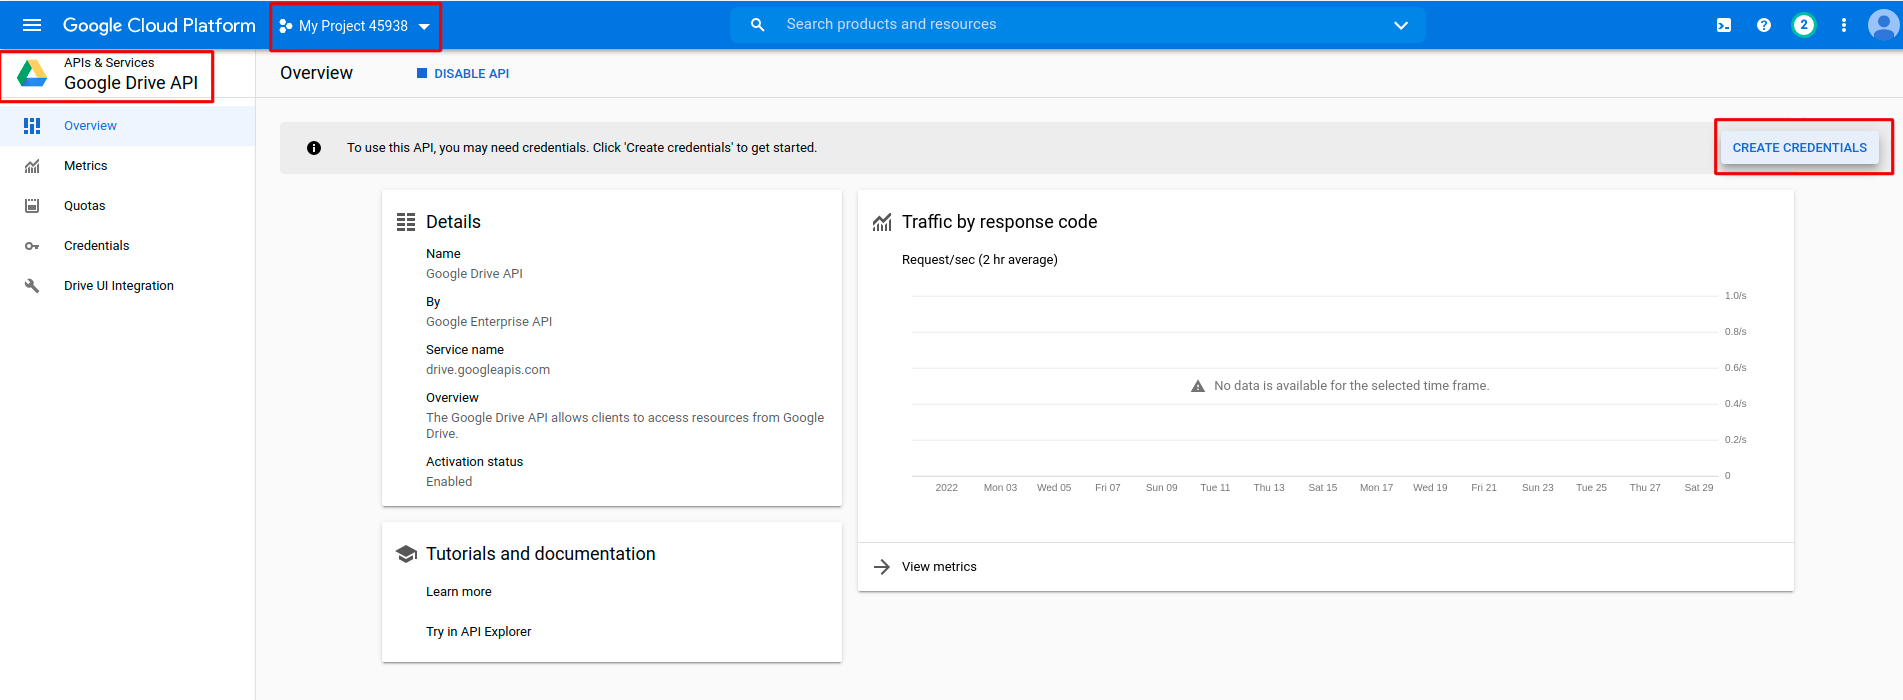 Google Cloud Platform
My Project 45938
Search products and resources
2
APIs & Services
Google Drive API
Overview
DISABLE API
Overview
Metrics
Quotas
Credentials
Drive UI Integration
To use this API, you may need credentials. Click 'Create credentials' to get started.
CREATE CREDENTIALS
Details
Name
Google Drive API
By
Google Enterprise API
Service name
drive.googleapis.com
Overview
The Google Drive API allows clients to access resources from Google
Drive.
Activation status
Enabled
Tutorials and documentation
Learn more
Try in API Explorer
Traffic by response code
Request/sec (2 hr average)
1.0/s
0.8/s
0.6/s
No data is available for the selected time frame.
0.4/s
0.2/s
0
2022 Mon 03 Wed 05 Fri 07 Sun 09 Tue 11 Thu 13 Sat 15 Mon 17 Wed 19 Fri 21 Sun 23 Tue 25 Thu 27 Sat 29
View metrics